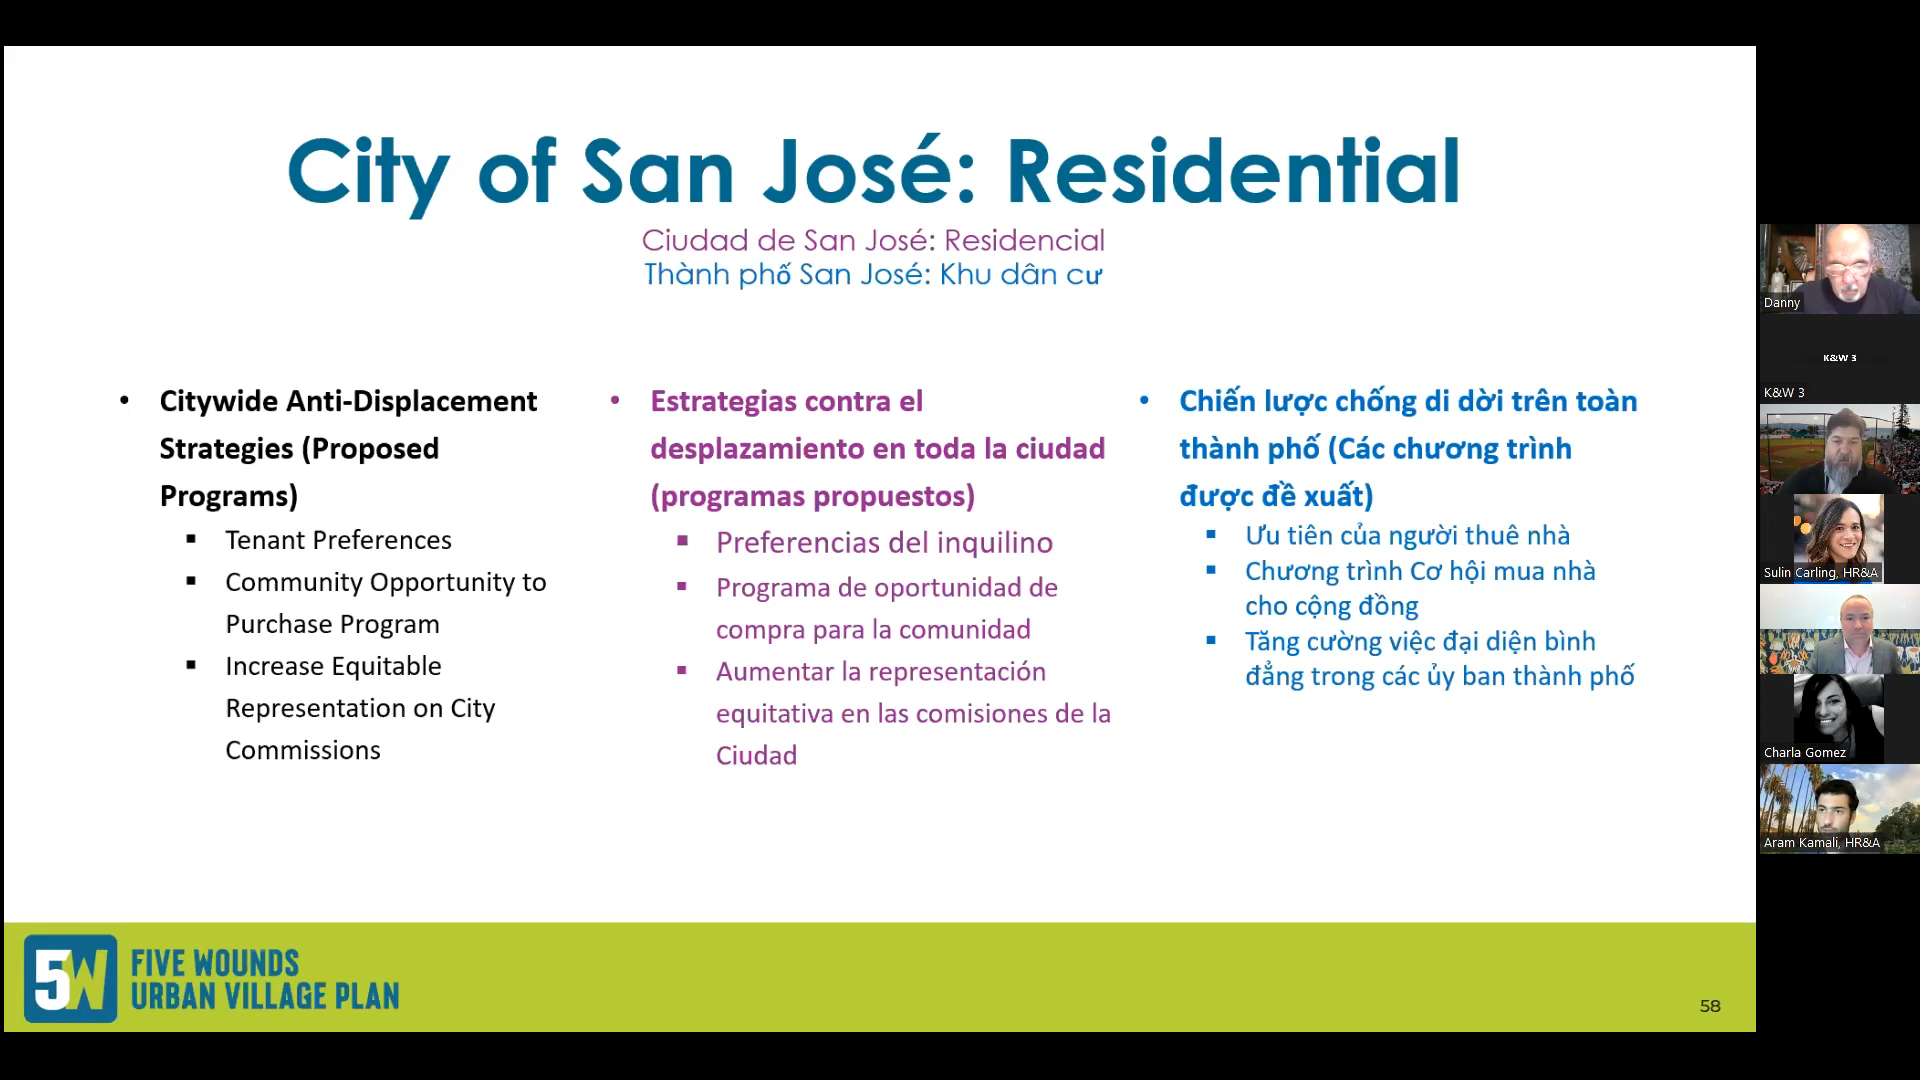 City of San José: Residential
Ciudad de San José: Residencial
Thành phố San José: Khu dân cư
• Citywide Anti-Displacement
Strategies (Proposed
Programs)
▪ Tenant Preferences
▪ Community Opportunity to
Purchase Program
▪ Increase Equitable
Representation on City
Commissions
• Estrategias contra el
desplazamiento en toda la ciudad
(programas propuestos)
▪ Preferencias del inquilino
▪ Programa de oportunidad de
compra para la comunidad
▪ Aumentar la representación
equitativa en las comisiones de la
Ciudad
• Chiến lược chống di dời trên toàn
thành phố (Các chương trình
được đề xuất)
▪ Ưu tiên của người thuê nhà
▪ Chương trình Cơ hội mua nhà
cho cộng đồng
▪ Tăng cường việc đại diện bình
đẳng trong các ủy ban thành phố
5W
FIVE WOUNDS
URBAN VILLAGE PLAN
58
Danny
K&W 3
K&W 3
Sulin Carling, HR&A
Charla Gomez
Aram Kamali, HR&A